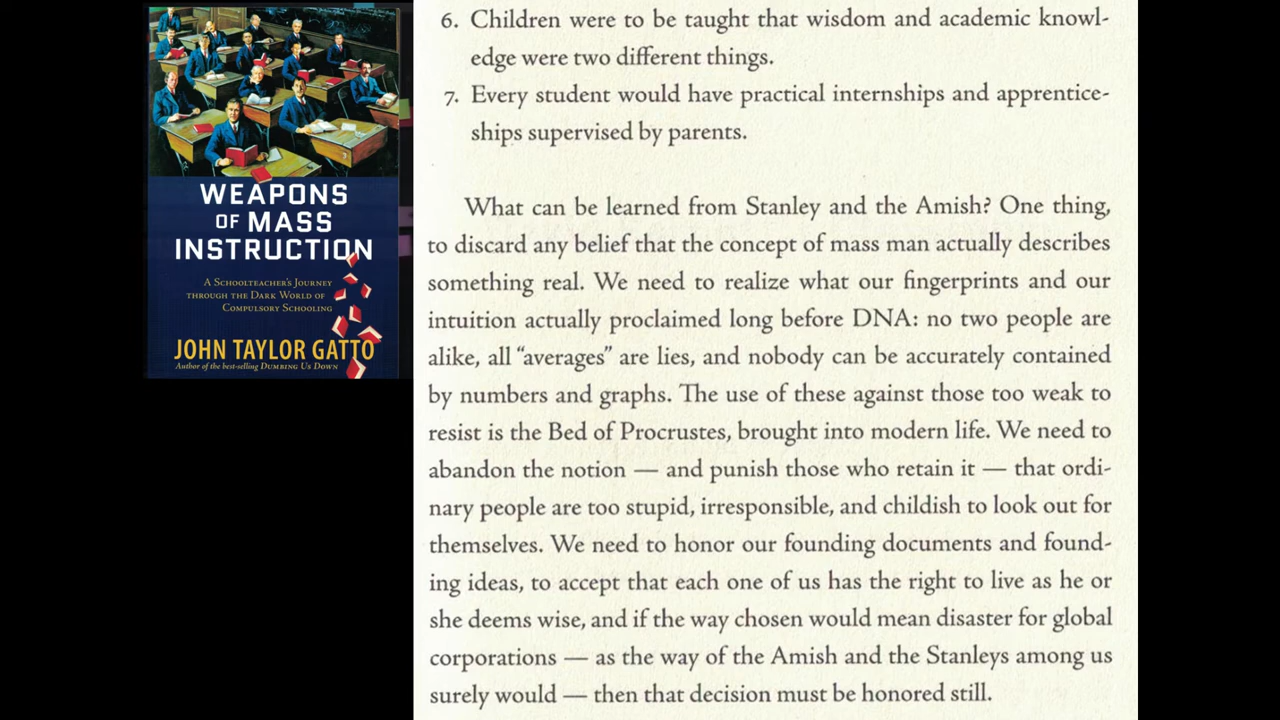 WEAPONS
OF MASS
INSTRUCTION
A SCHOOLTEACHER'S JOURNEY
THROUGH THE DARK WORLD OF
COMPULSORY SCHOOLING
JOHN TAYLOR GATTO
Author of the best-selling DUMBING US DOWN
6. Children were to be taught that wisdom and academic knowl-
edge were two different things.
7. Every student would have practical internships and apprentice-
ships supervised by parents.
What can be learned from Stanley and the Amish? One thing,
to discard any belief that the concept of mass man actually describes
something real. We need to realize what our fingerprints and our
intuition actually proclaimed long before DNA: no two people are
alike, all “averages” are lies, and nobody can be accurately contained
by numbers and graphs. The use of these against those too weak to
resist is the Bed of Procrustes, brought into modern life. We need to
abandon the notion — and punish those who retain it — that ordi-
nary people are too stupid, irresponsible, and childish to look out for
themselves. We need to honor our founding documents and found-
ing ideas, to accept that each one of us has the right to live as he or
she deems wise, and if the way chosen would mean disaster for global
corporations — as the way of the Amish and the Stanleys among us
surely would — then that decision must be honored still.